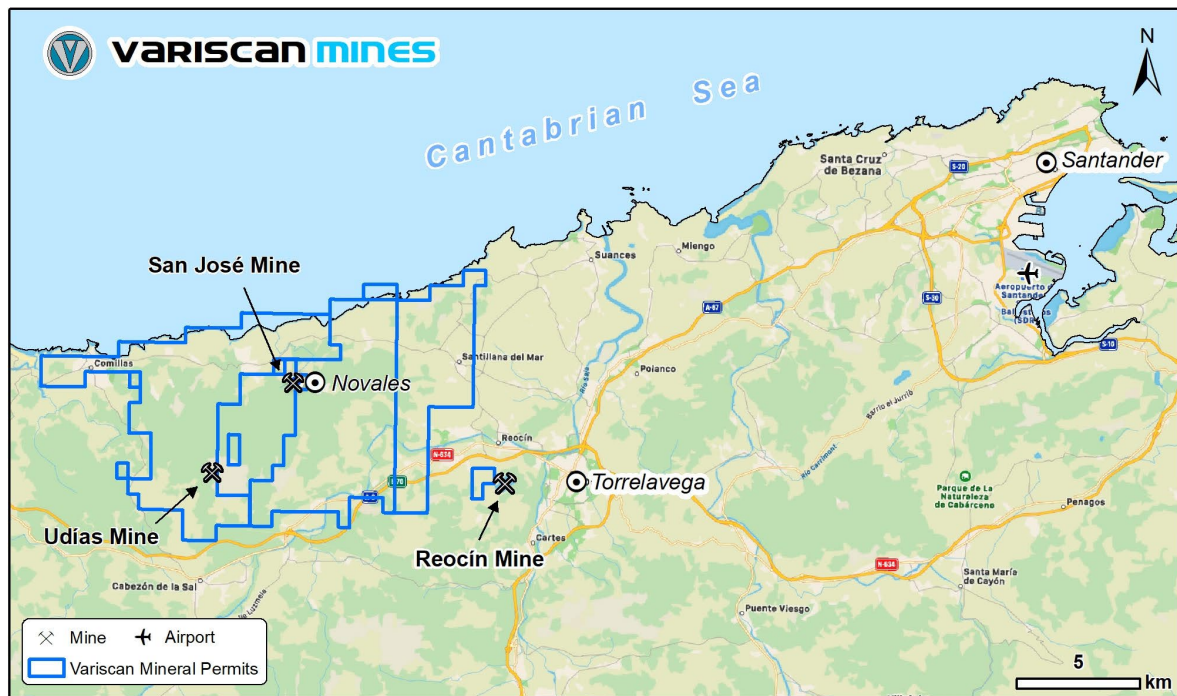 VARISCAN MINES
N
Cantabrian Sea
Santander
Santa Cruz
de Bezana
S-20
Miengo
Suances
San José Mine
Aeropuerto
Santander
S-30
A-67
S-10
Comillas
Santillana del Mar
Novales
Polanco
Barrio el Jurrió
Reocín
N-634
Torrelavega
Parque de La
Naturaleza
de Cabárceno
Penagos
Udías Mine
Reocín Mine
Cartes
N-634
Cabezón de la Sal
Santa María
de Cayón
Puente Viesgo
Mine
Airport
Variscan Mineral Permits
5
km